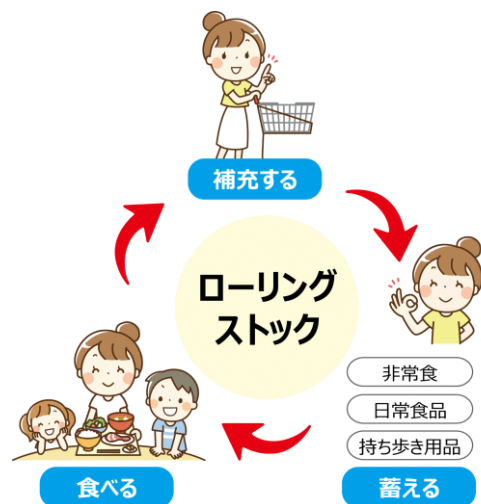 補充する
ローリング
ストック
非常食
日常食品
持ち歩き用品
蓄える
食べる